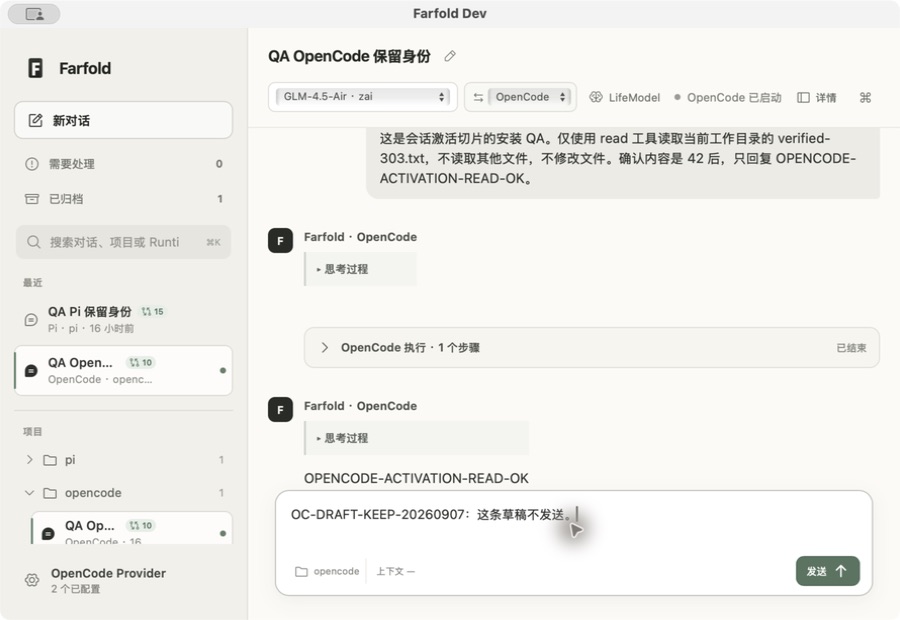 Farfold Dev
Farfold
新对话
需要处理 0
已归档 1
搜索对话、项目或 Runti ⌘K
最近
QA Pi 保留身份 15
Pi · pi · 16 小时前
QA Open... 10
OpenCode · openc...
项目
pi 1
opencode 1
QA Op... 10
OpenCode · 16
OpenCode Provider
2 个已配置
QA OpenCode 保留身份
GLM-4.5-Air · zai
OpenCode
LifeModel
OpenCode 已启动
详情
⌘
这是会话激活切片的安装 QA。仅使用 read 工具读取当前工作目录的 verified-
303.txt，不读取其他文件，不修改文件。确认内容是 42 后，只回复 OPENCODE-
ACTIVATION-READ-OK。
F Farfold · OpenCode
思考过程
OpenCode 执行 · 1 个步骤 已结束
F Farfold · OpenCode
思考过程
OPENCODE-ACTIVATION-READ-OK
OC-DRAFT-KEEP-20260907：这条草稿不发送。
opencode 上下文 —
发送